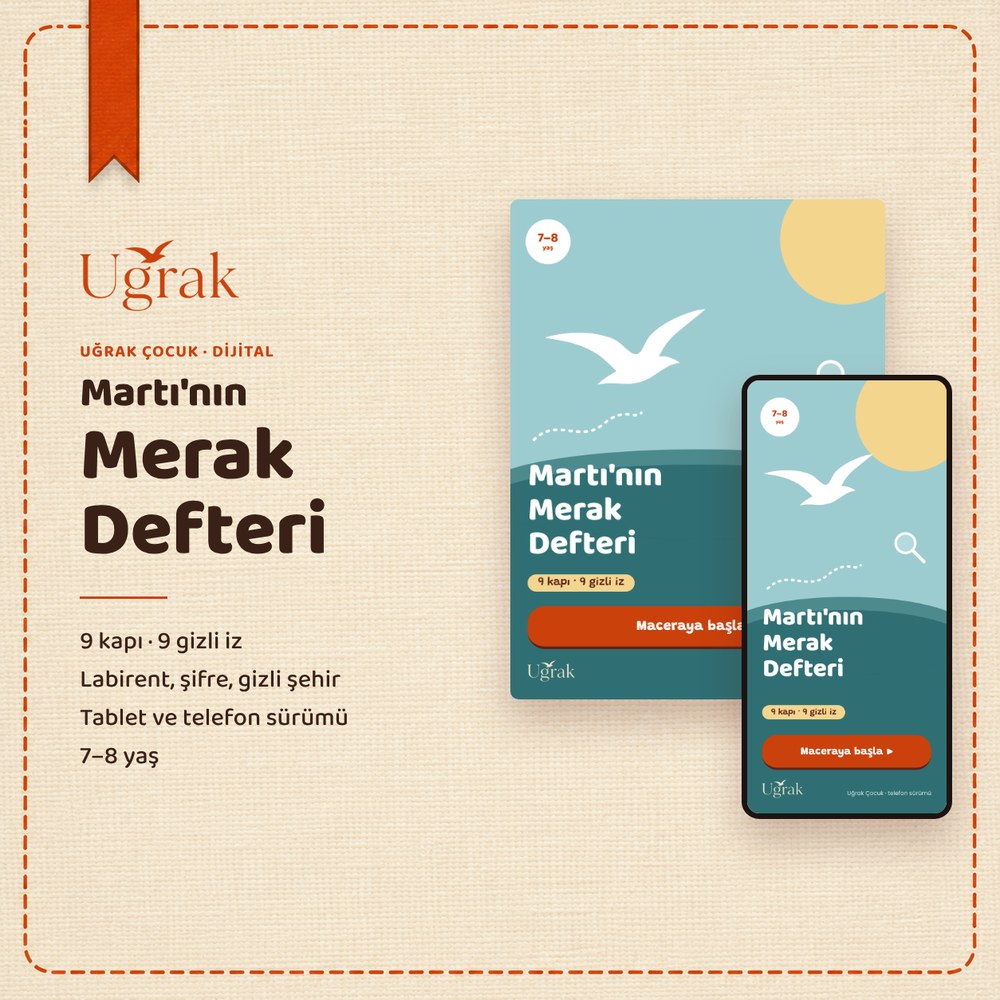 Uğrak
UĞRAK ÇOCUK · DİJİTAL
Martı'nın
Merak
Defteri
9 kapı · 9 gizli iz
Labirent, şifre, gizli şehir
Tablet ve telefon sürümü
7–8 yaş
7–8
yaş
Martı'nın
Merak
Defteri
9 kapı · 9 gizli iz
Maceraya başla
Uğrak
7–8
yaş
Martı'nın
Merak
Defteri
9 kapı · 9 gizli iz
Maceraya başla ▸
Uğrak
Uğrak Çocuk · telefon sürümü